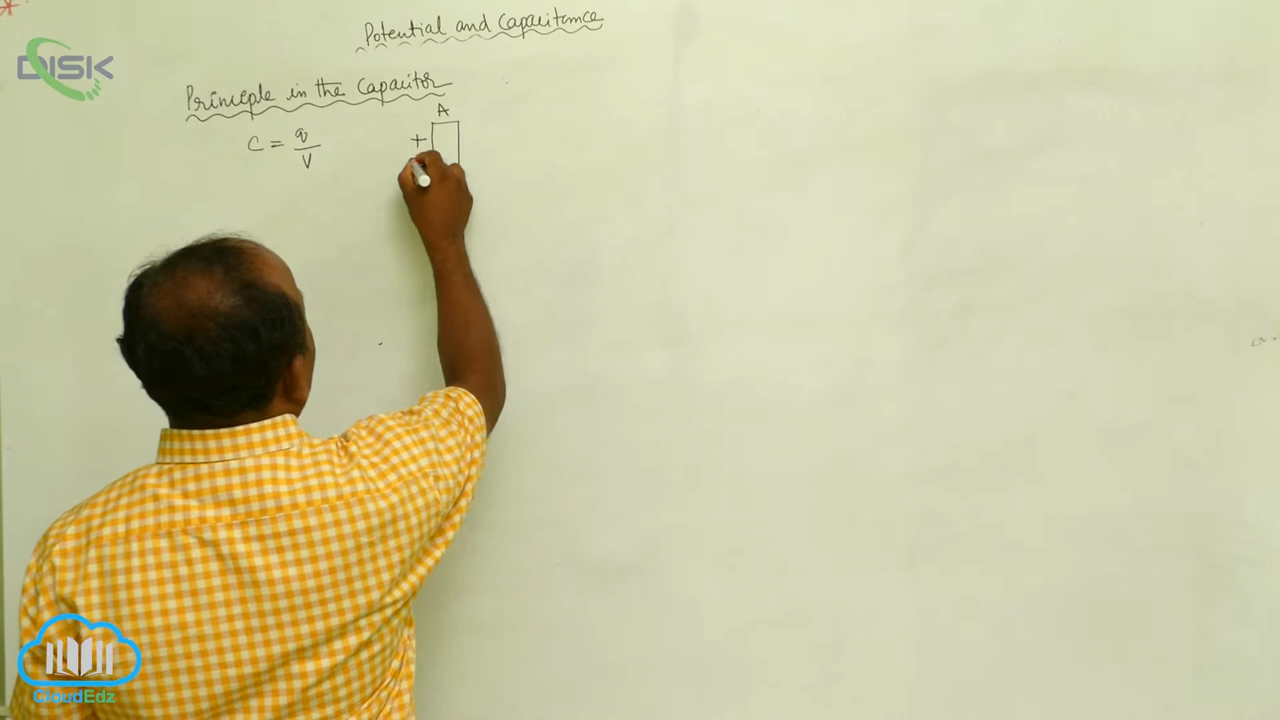 Potential and Capacitance
DISK
Principle in the Capacitor
A
C = q/V
+
CloudEdz